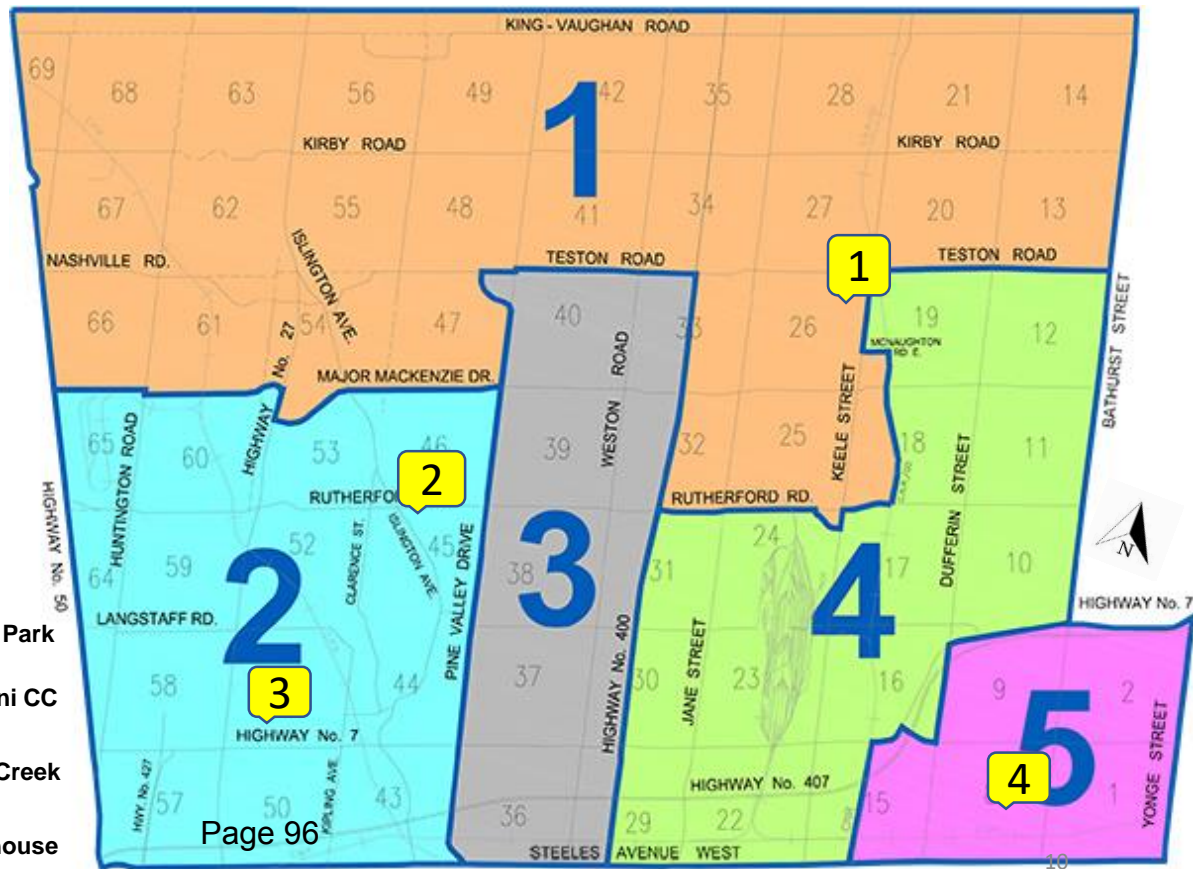 KING - VAUGHAN ROAD
69 68 63 56 49 42 35 28 21 14
1
KIRBY ROAD KIRBY ROAD
67 62 55 48 41 34 27 20 13
ISLINGTON AVE.
NASHVILLE RD. TESTON ROAD 1 TESTON ROAD
66 61 54 47 40 33 26 19 12
No. 27
MCNAUGHTON
RD E.
MAJOR MACKENZIE DR.
WESTON ROAD
KEELE STREET
BATHURST STREET
HUNTINGTON ROAD
HIGHWAY
65 60 53 46 39 32 25 18 11
2
RUTHERFO RUTHERFORD RD.
DUFFERIN STREET
HIGHWAY No. 50
CLARENCE ST.
ISLINGTON AVE.
PINE VALLEY DRIVE
64 59 52 45 38 31 24 17 10
2 3 4
N
HIGHWAY No. 7
LANGSTAFF RD.
Park
58 44 37 30 23 16 9 2
3
ni CC
HIGHWAY No. 7
HIGHWAY No. 400
JANE STREET
5
YONGE STREET
Creek
HWY. No. 427
KIPLING AVE.
HIGHWAY No. 407
4
57 50 43 36 29 22 15 1
Page 96
house
STEELES AVENUE WEST
10